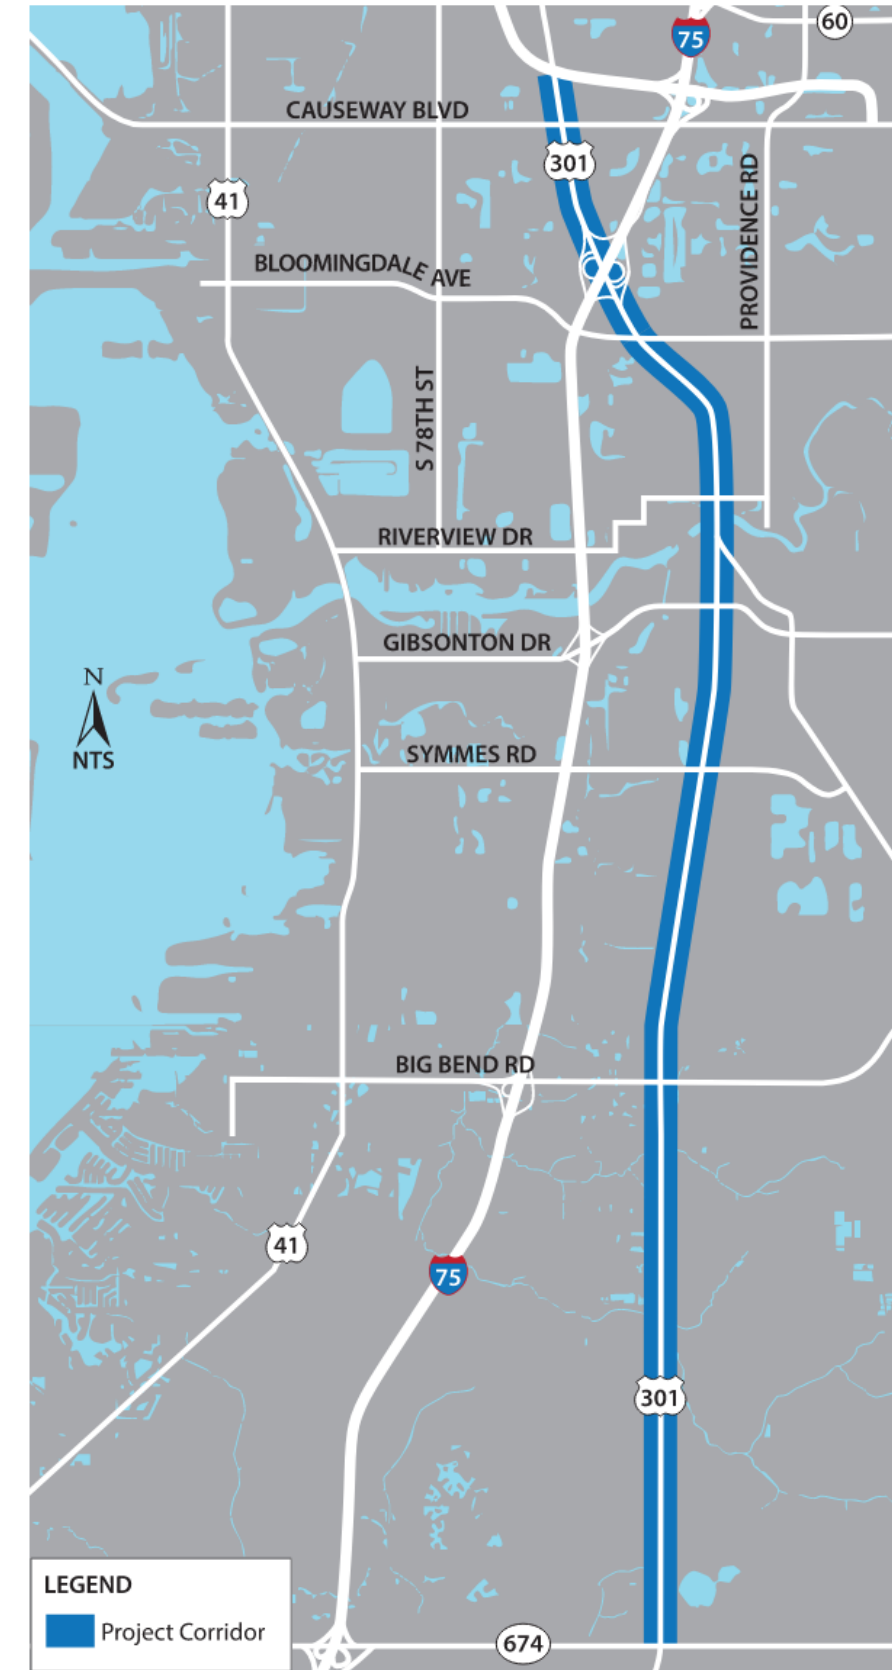 60
75
CAUSEWAY BLVD
301
41
PROVIDENCE RD
BLOOMINGDALE AVE
S 78TH ST
RIVERVIEW DR
GIBSONTON DR
N
NTS
SYMMES RD
BIG BEND RD
41
75
301
LEGEND
Project Corridor
674